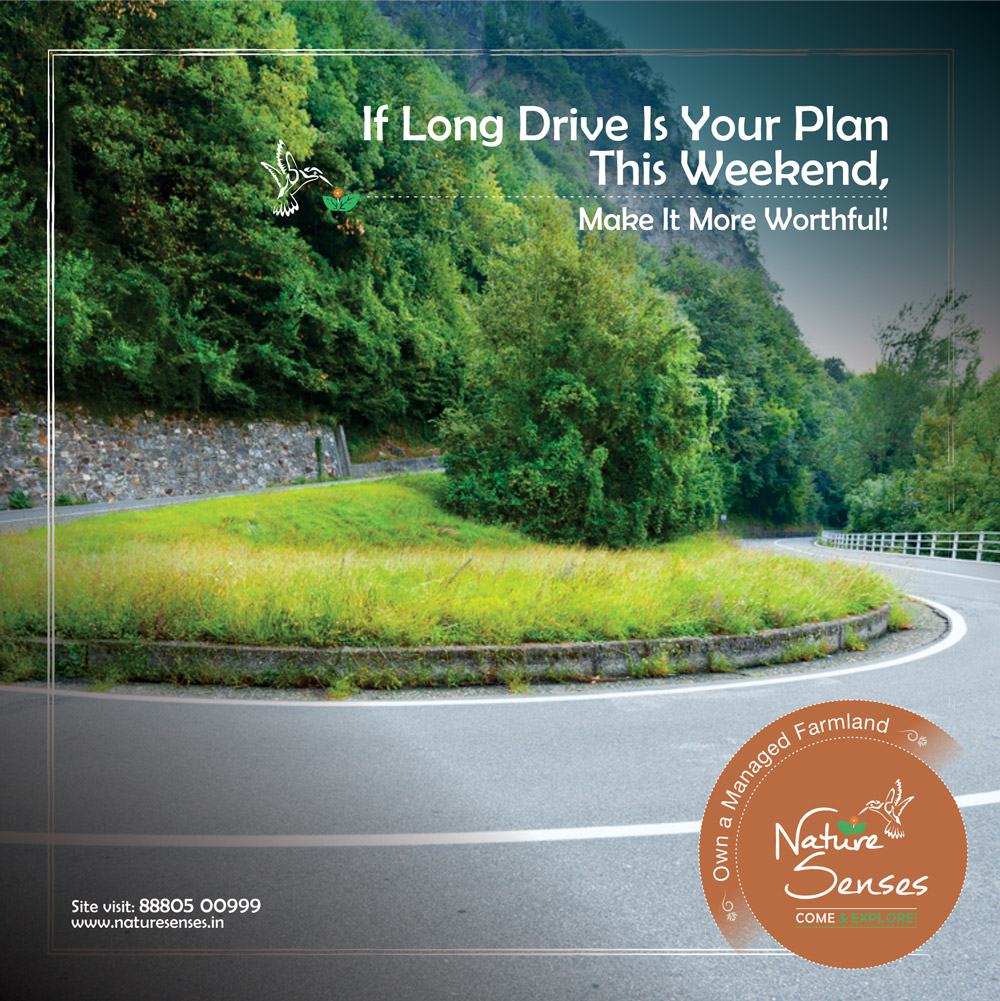 If Long Drive Is Your Plan
This Weekend,
Make It More Worthful!
Own a Managed Farmland
Nature
Senses
COME & EXPLORE!
Site visit: 88805 00999
www.naturesenses.in